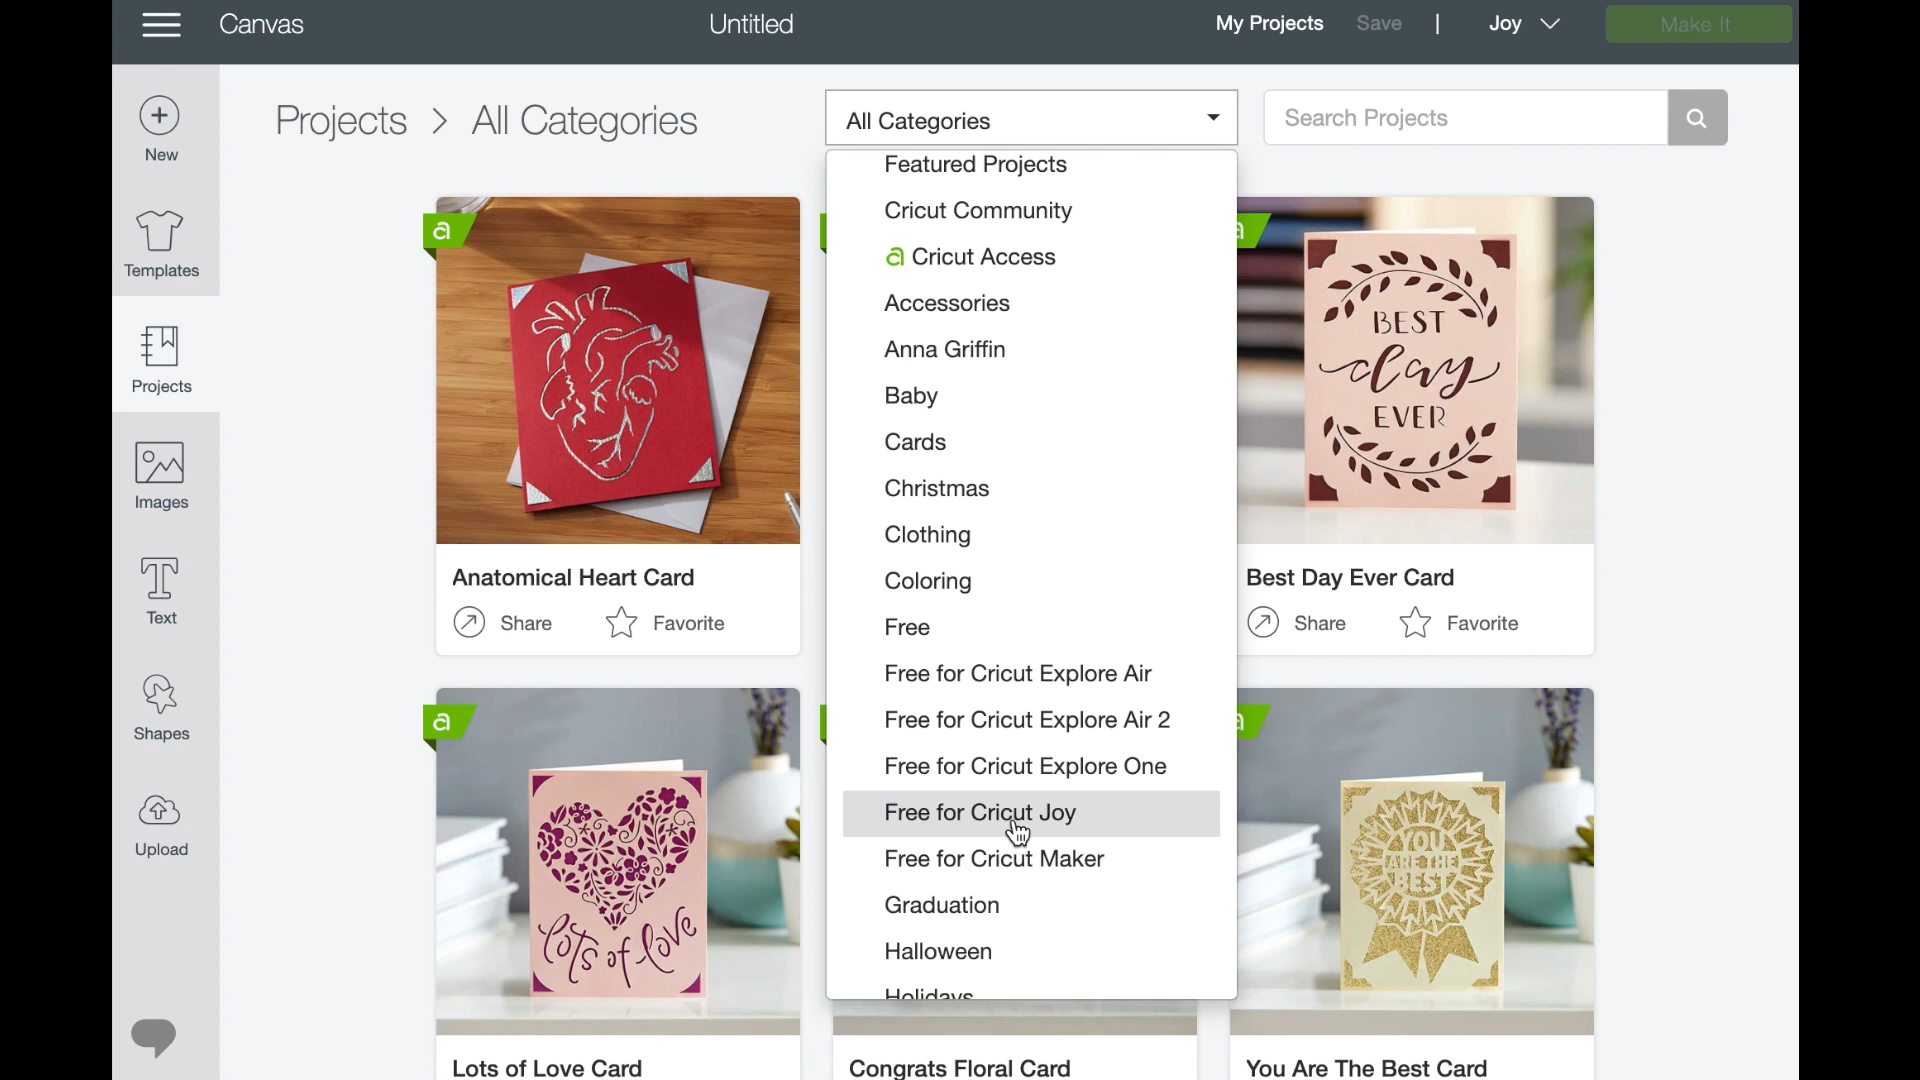 Canvas
Untitled
My Projects
Save
|
Joy
Make It
New
Templates
Projects
Images
Text
Shapes
Upload
Projects > All Categories
All Categories
Search Projects
Featured Projects
Cricut Community
a Cricut Access
Accessories
Anna Griffin
Baby
Cards
Christmas
Clothing
Coloring
Free
Free for Cricut Explore Air
Free for Cricut Explore Air 2
Free for Cricut Explore One
Free for Cricut Joy
Free for Cricut Maker
Graduation
Halloween
Holidays
a
Anatomical Heart Card
Share
Favorite
a
BEST
day
EVER
Best Day Ever Card
Share
Favorite
a
lots of love
Lots of Love Card
Congrats Floral Card
a
YOU
ARE THE
BEST
You Are The Best Card